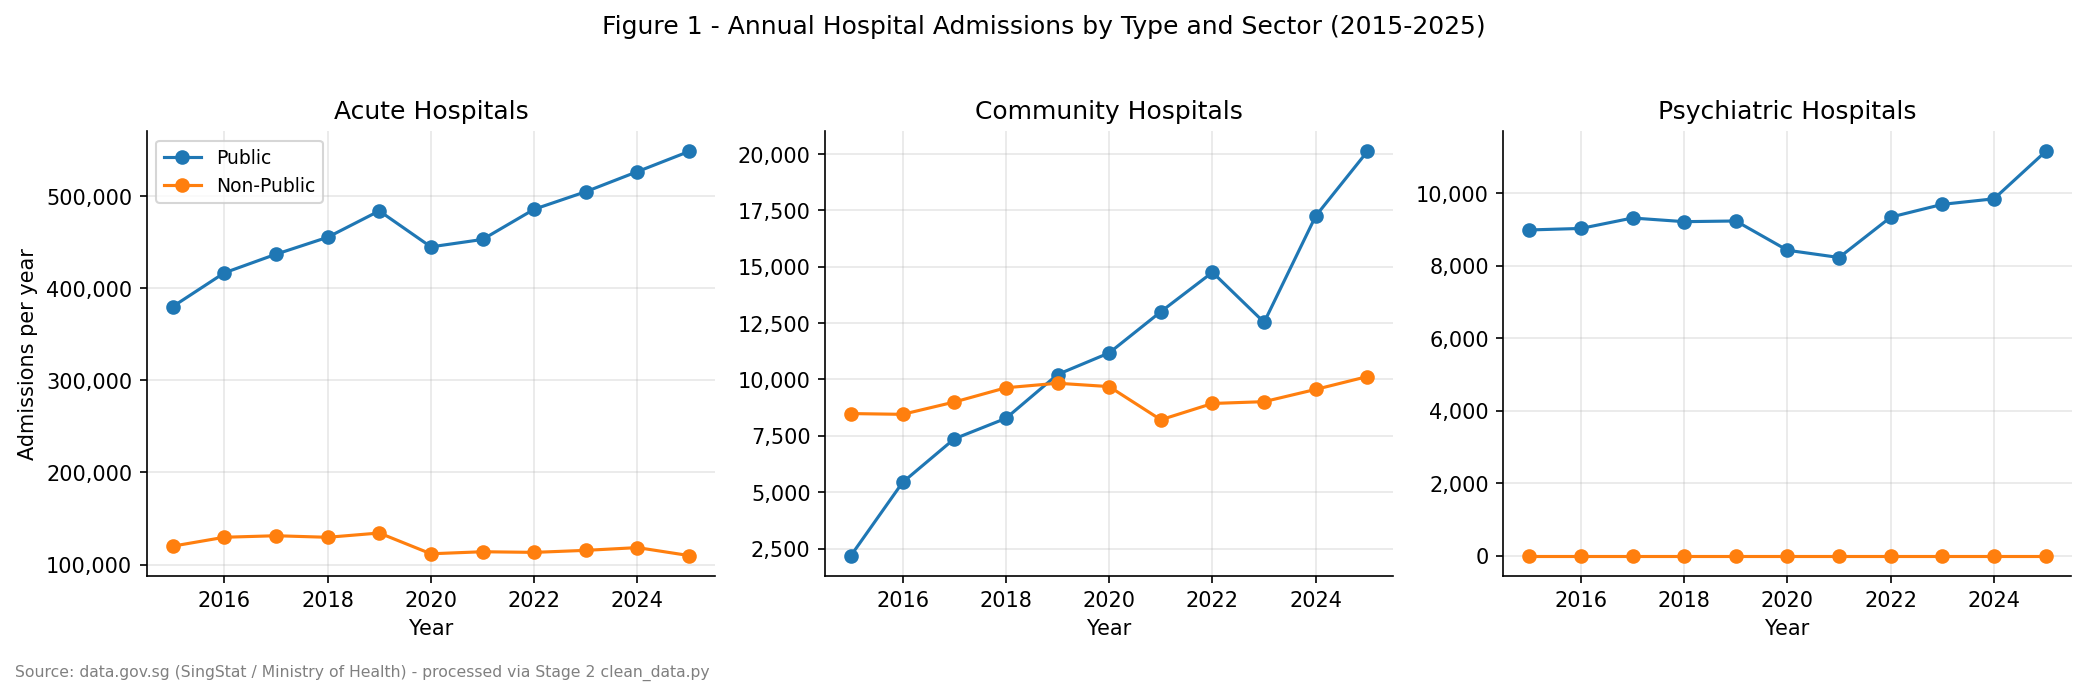 Figure 1 - Annual Hospital Admissions by Type and Sector (2015-2025)
Acute Hospitals
Public
Non-Public
500,000
400,000
300,000
200,000
100,000
Admissions per year
2016 2018 2020 2022 2024
Year
Community Hospitals
20,000
17,500
15,000
12,500
10,000
7,500
5,000
2,500
2016 2018 2020 2022 2024
Year
Psychiatric Hospitals
10,000
8,000
6,000
4,000
2,000
0
2016 2018 2020 2022 2024
Year
Source: data.gov.sg (SingStat / Ministry of Health) - processed via Stage 2 clean_data.py